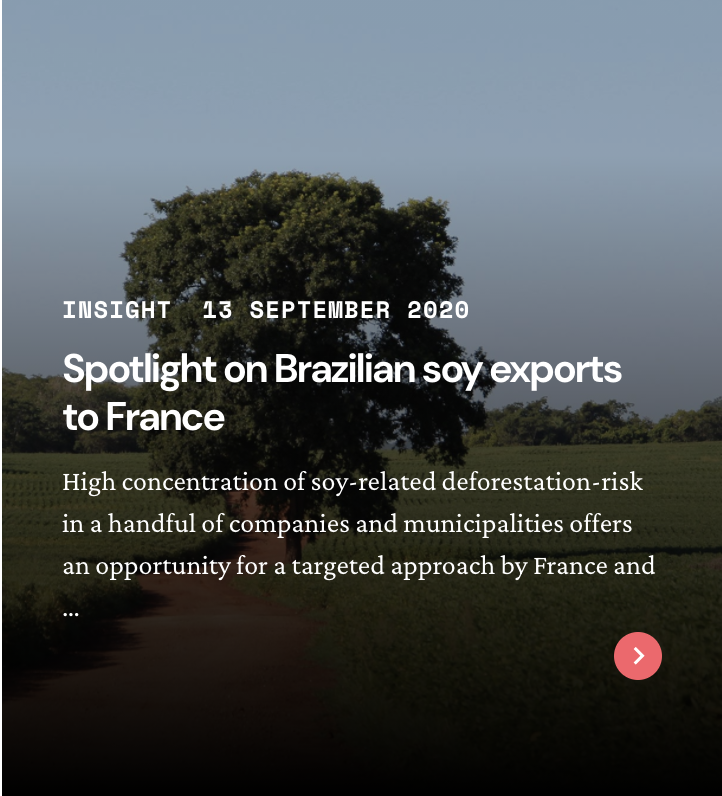 INSIGHT 13 SEPTEMBER 2020
Spotlight on Brazilian soy exports
to France
High concentration of soy-related deforestation-risk
in a handful of companies and municipalities offers
an opportunity for a targeted approach by France and
...